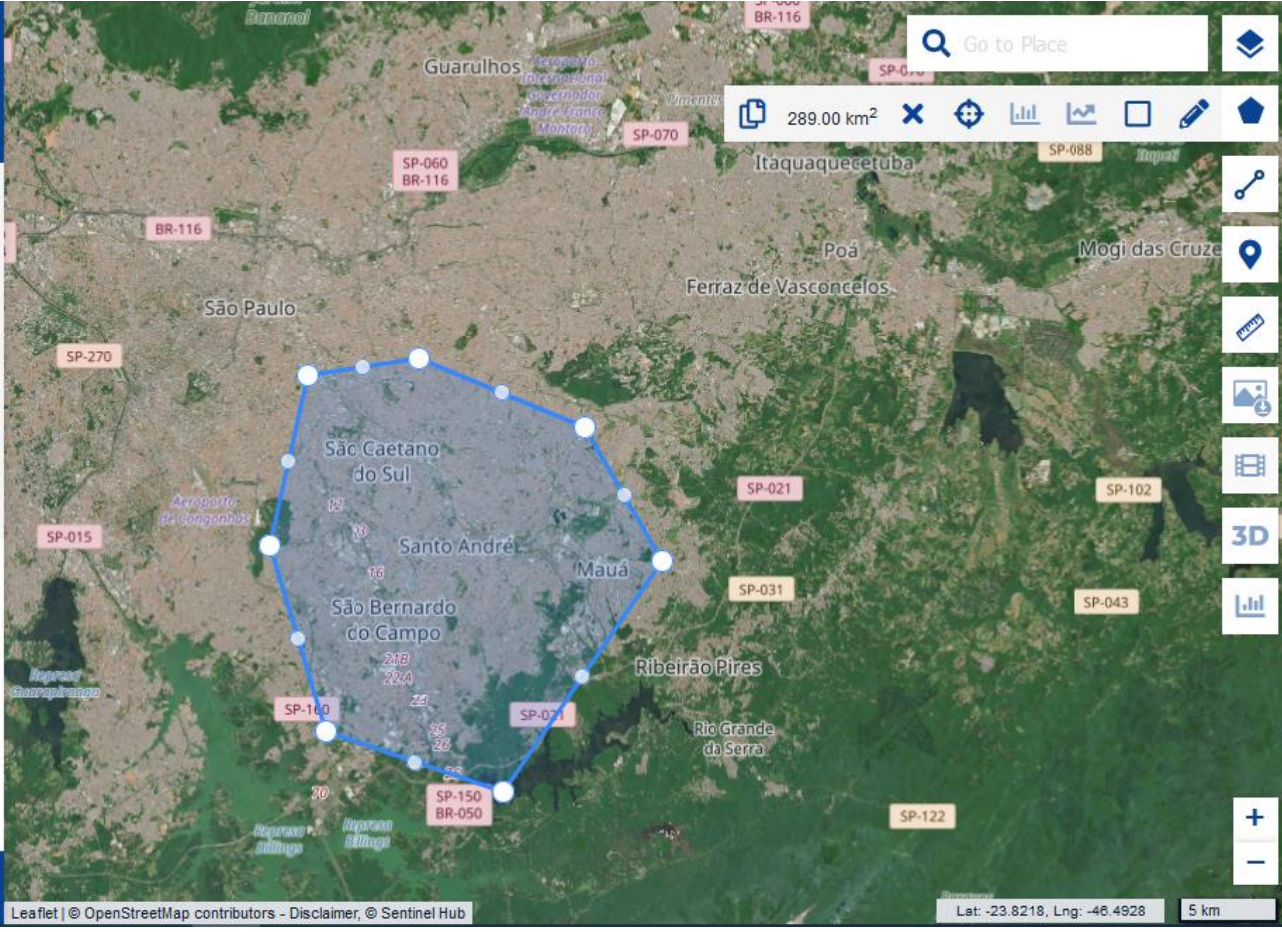 Bananal
BR-116
Go to Place
Guarulhos
Aeroporto
Internacional
Governador
André Franco
Montoro
SP-070
289.00 km²
SP-070
SP-088
SP-060
BR-116
Itaquaquecetuba
BR-116
Poá
Mogi das Cruze
Ferraz de Vasconcelos
São Paulo
SP-270
São Caetano
do Sul
SP-021
SP-102
Aeroporto
de Congonhas
12
13
SP-015
Santo André
3D
16
Mauá
SP-031
SP-043
São Bernardo
do Campo
21B
22A
Ribeirão Pires
Represa
Guarapiranga
23
SP-160
SP-021
25
26
Rio Grande
da Serra
70
SP-150
BR-050
SP-122
Represa
Billings
Represa
Billings
Leaflet | © OpenStreetMap contributors - Disclaimer, © Sentinel Hub
Lat: -23.8218, Lng: -46.4928
5 km